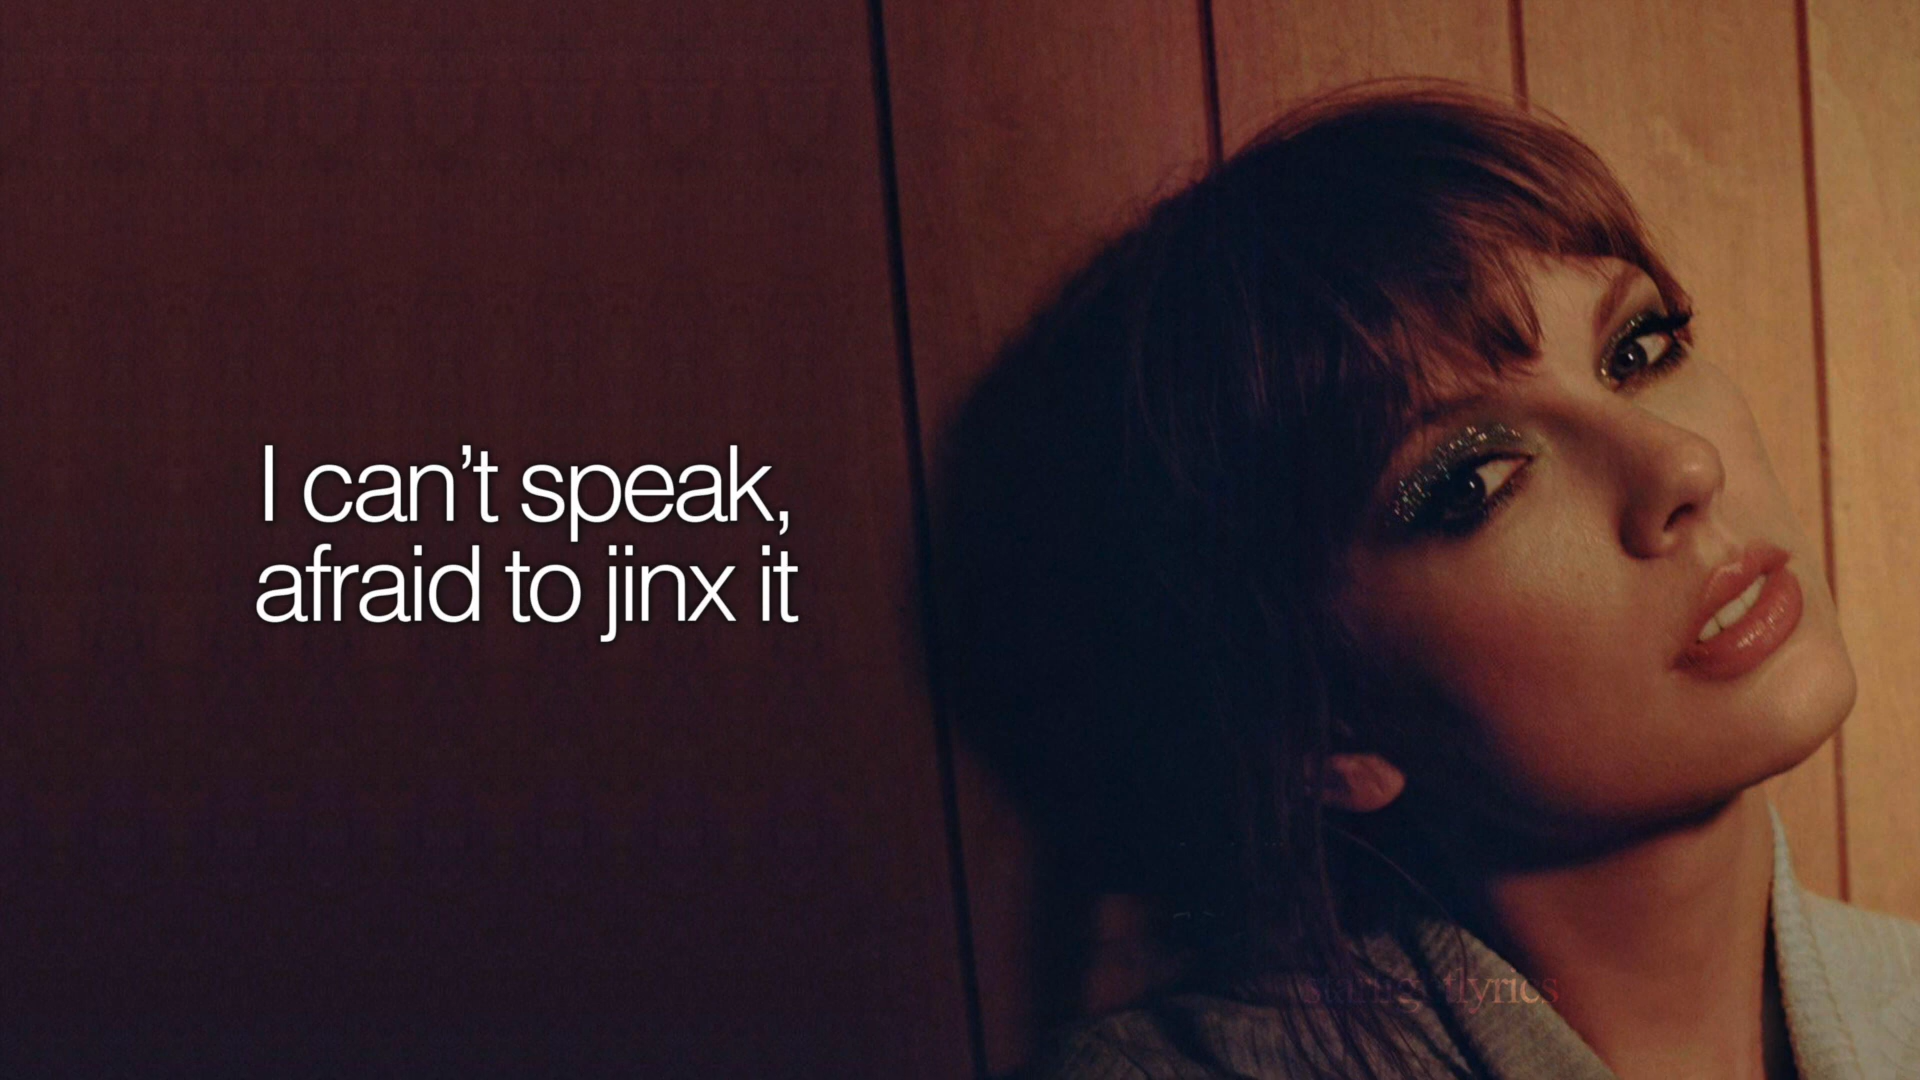 I can’t speak,
afraid to jinx it